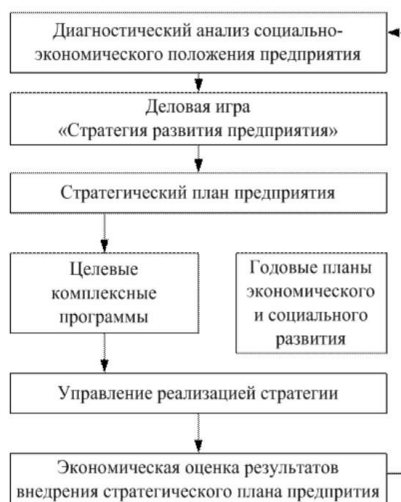 Диагностический анализ социально-
экономического положения предприятия
Деловая игра
«Стратегия развития предприятия»
Стратегический план предприятия
Целевые
комплексные
программы
Годовые планы
экономического
и социального
развития
Управление реализацией стратегии
Экономическая оценка результатов
внедрения стратегического плана предпрития